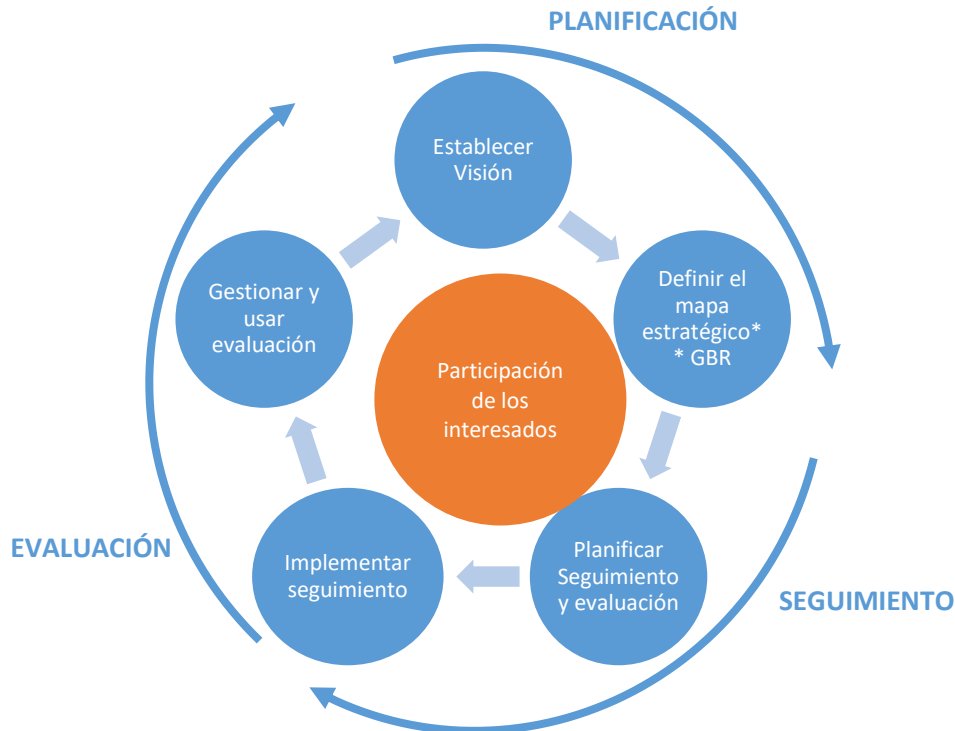 PLANIFICACIÓN
Establecer
Visión
Definir el
mapa
estratégico*
* GBR
Planificar
Seguimiento
y evaluación
SEGUIMIENTO
Implementar
seguimiento
EVALUACIÓN
Gestionar y
usar
evaluación
Participación
de los
interesados